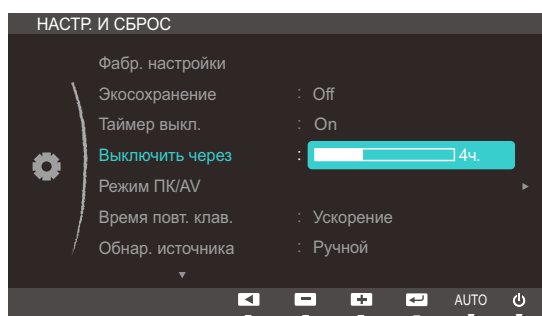 НАСТР. И СБРОС
Фабр. настройки
Экосохранение : Off
Таймер выкл. : On
Выключить через : 4ч.
Режим ПК/AV
Время повт. клав. : Ускорение
Обнар. источника : Ручной
AUTO